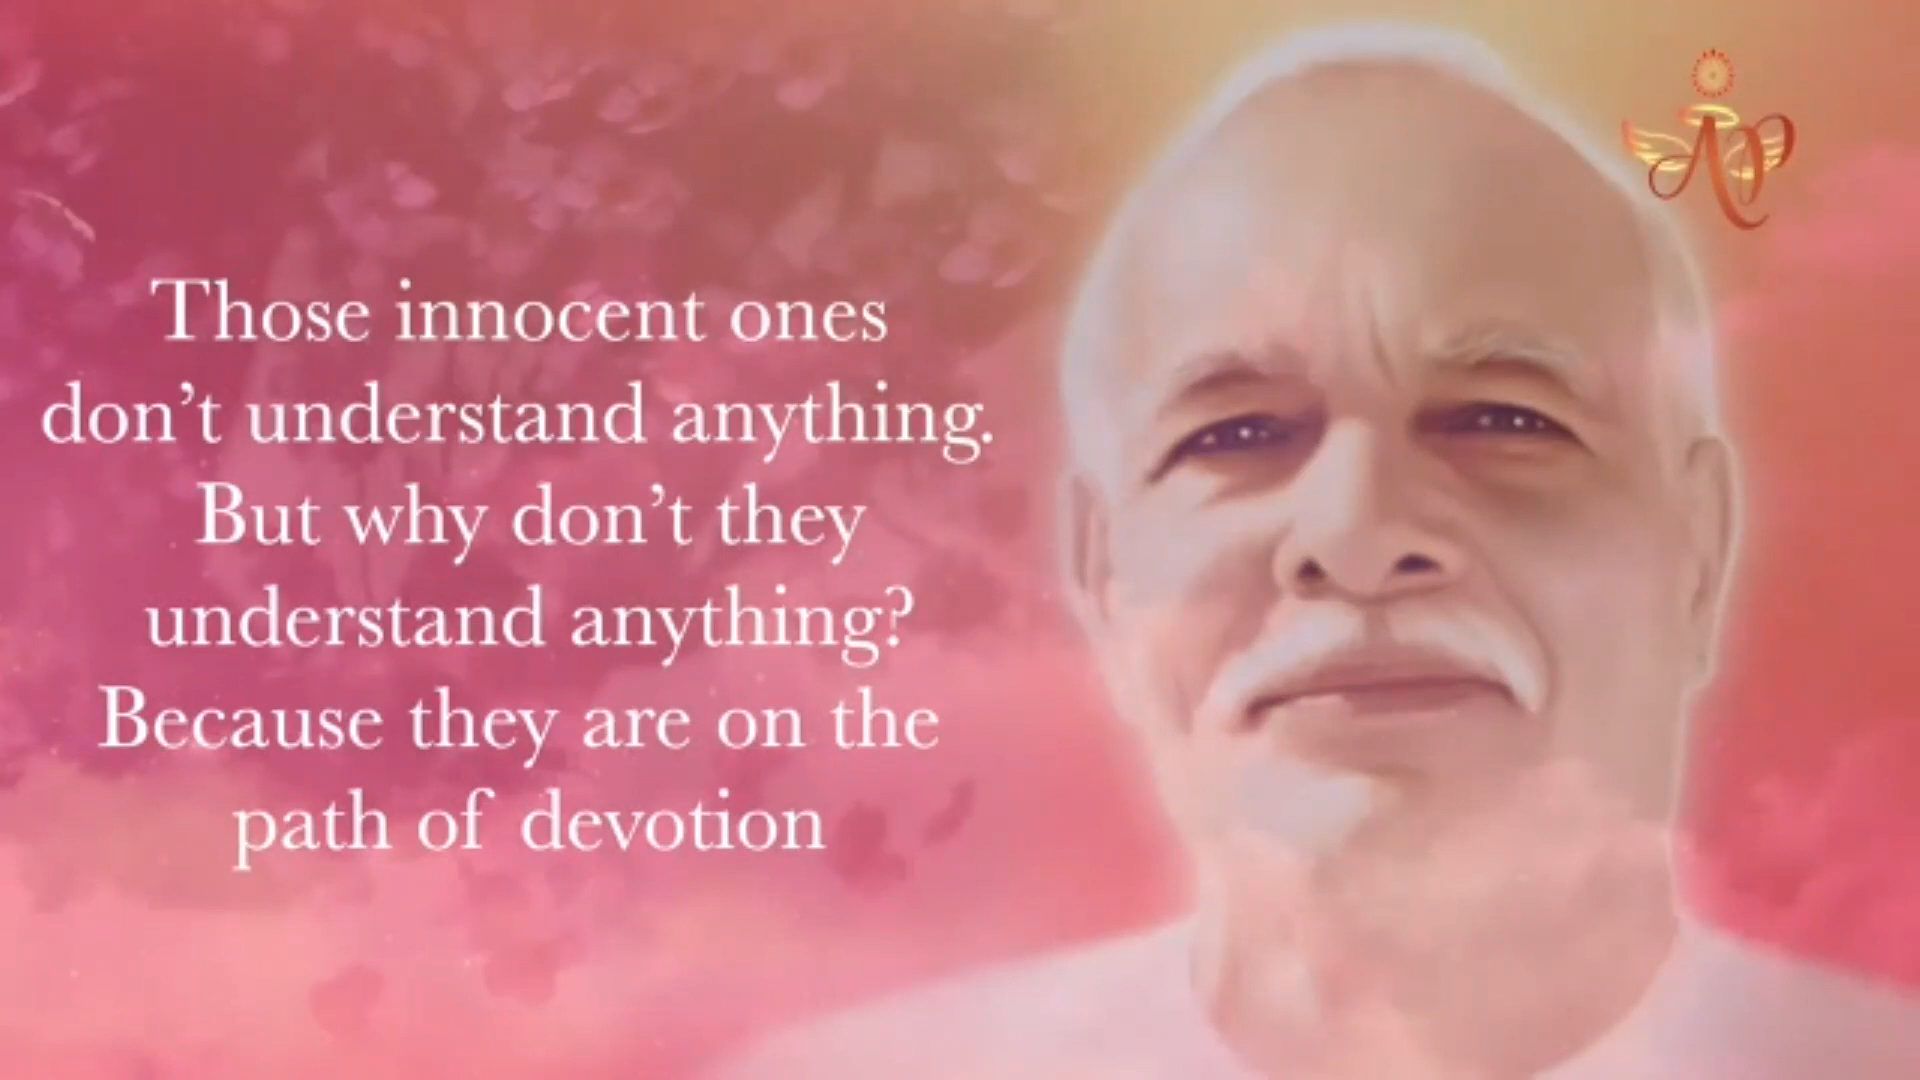 Those innocent ones
don’t understand anything.
But why don’t they
understand anything?
Because they are on the
path of devotion
AP